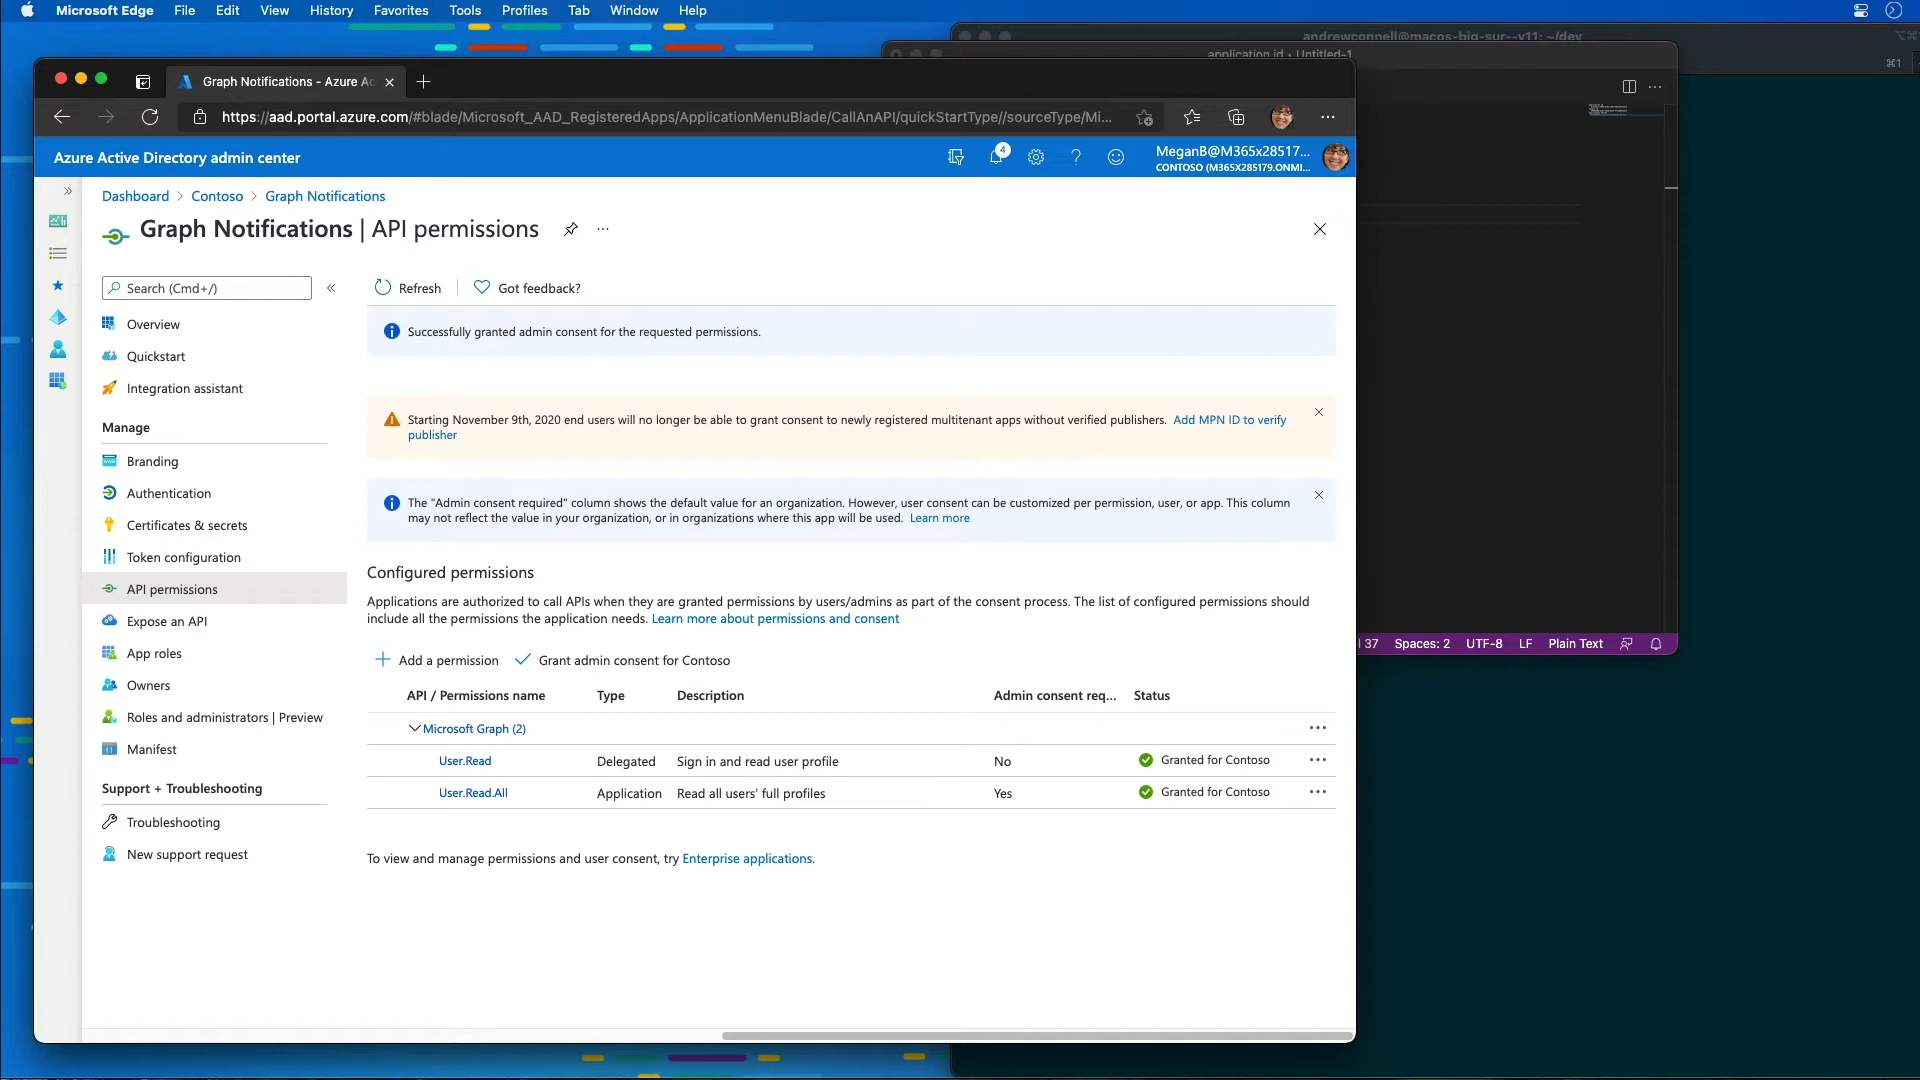 Microsoft Edge File Edit View History Favorites Tools Profiles Tab Window Help
andrewconnell@macos-big-sur--v11: ~/dev
application id • Untitled-1
⌘1
Graph Notifications - Azure Ac
https://aad.portal.azure.com/#blade/Microsoft_AAD_RegisteredApps/ApplicationMenuBlade/CallAnAPI/quickStartType//sourceType/Mi...
Azure Active Directory admin center
4
MeganB@M365x28517...
CONTOSO (M365X285179.ONMI...
Dashboard > Contoso > Graph Notifications
Graph Notifications | API permissions
Search (Cmd+/)
Overview
Quickstart
Integration assistant
Manage
Branding
Authentication
Certificates & secrets
Token configuration
API permissions
Expose an API
App roles
Owners
Roles and administrators | Preview
Manifest
Support + Troubleshooting
Troubleshooting
New support request
Refresh
Got feedback?
Successfully granted admin consent for the requested permissions.
Starting November 9th, 2020 end users will no longer be able to grant consent to newly registered multitenant apps without verified publishers. Add MPN ID to verify
publisher
The "Admin consent required" column shows the default value for an organization. However, user consent can be customized per permission, user, or app. This column
may not reflect the value in your organization, or in organizations where this app will be used. Learn more
Configured permissions
Applications are authorized to call APIs when they are granted permissions by users/admins as part of the consent process. The list of configured permissions should
include all the permissions the application needs. Learn more about permissions and consent
Add a permission Grant admin consent for Contoso
API / Permissions name Type Description Admin consent req... Status
Microsoft Graph (2)
User.Read Delegated Sign in and read user profile No Granted for Contoso
User.Read.All Application Read all users' full profiles Yes Granted for Contoso
To view and manage permissions and user consent, try Enterprise applications.
l 37 Spaces: 2 UTF-8 LF Plain Text